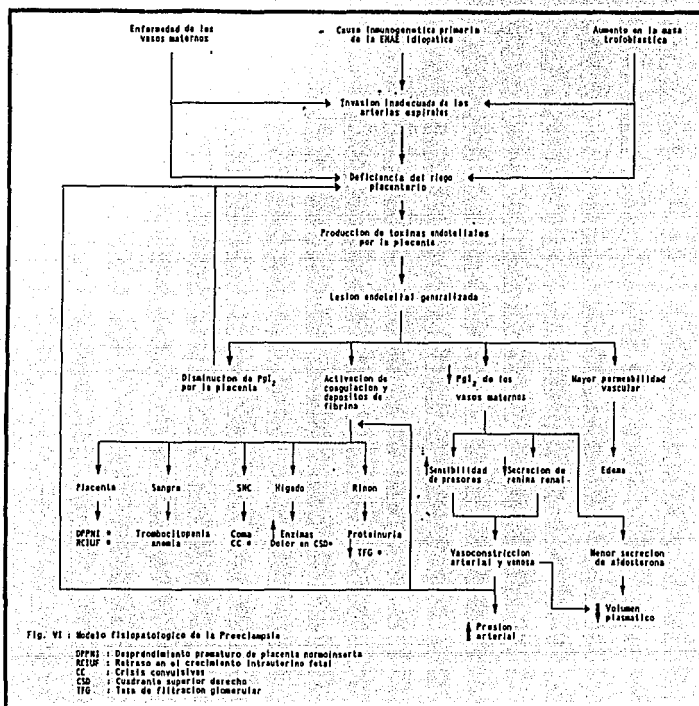 Enfermedad de los
vasos maternos
Causa inmunogenetica primaria
de la EHAE idiopatica
Aumento en la masa
trofoblastica
Invasion inadecuada de las
arterias espirales
Deficiencia del riego
placentario
Produccion de toxinas endoteliales
por la placenta
Lesion endotelial generalizada
Disminucion de PgI2
por la placenta
Activacion de
coagulacion y
depositos de
fibrina
PgI2 de los
vasos maternos
Mayor permeabilidad
vascular
Placenta
Sangre
SNC
Higado
Rinon
Sensibilidad
de presores
Secrecion de
renina renal
Edema
DPPNI *
RCIUF *
Trombocitopenia
anemia
Coma
CC *
Enzimas
Dolor en CSD*
Proteinuria
TFG *
Vasoconstriccion
arterial y venosa
Menor secrecion
de aldosterona
Presion
arterial
Volumen
plasmatico
Fig. VI : Modelo fisiopatologico de la Preeclampsia
DPPNI : Desprendimiento prematuro de placenta normoinserta
RCIUF : Retraso en el crecimiento intrauterino fetal
CC : Crisis convulsivas
CSD : Cuadrante superior derecho
TFG : Tasa de filtracion glomerular